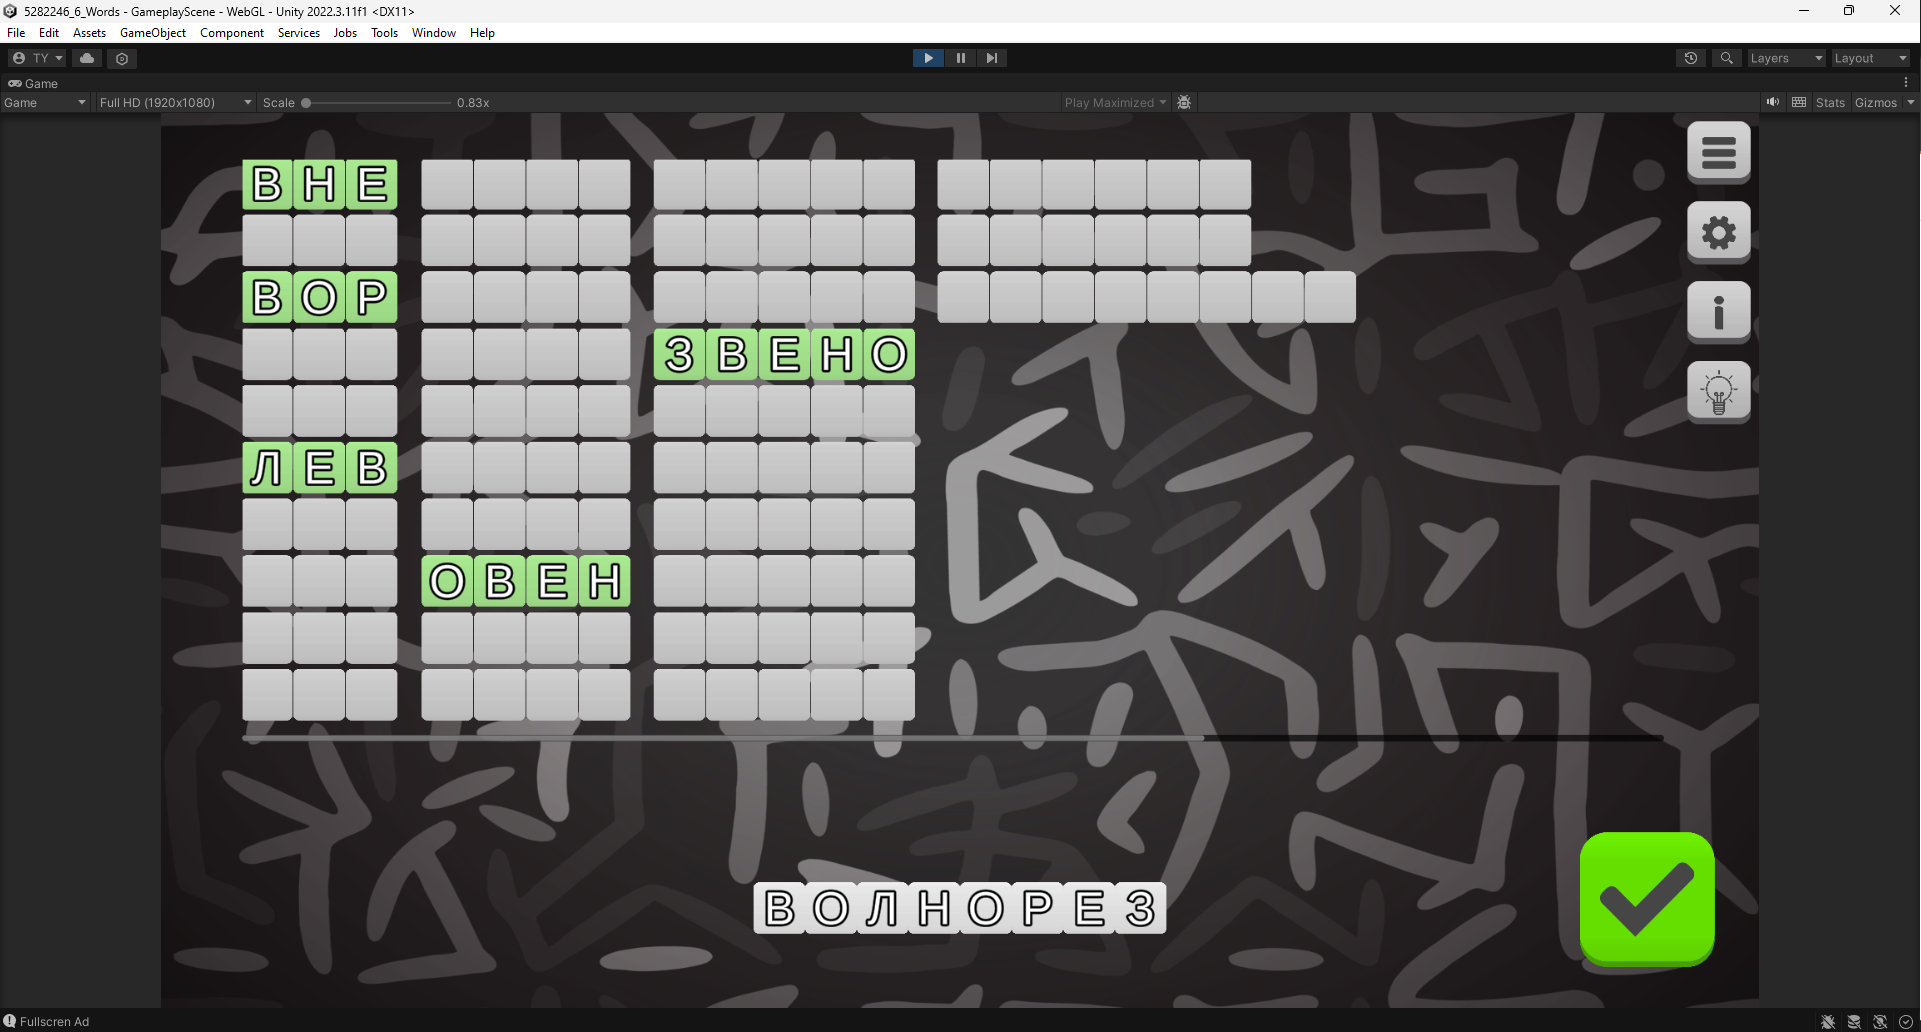 5282246_6_Words - GameplayScene - WebGL - Unity 2022.3.11f1 <DX11>
File Edit Assets GameObject Component Services Jobs Tools Window Help
TY Layers Layout
Game
Game Full HD (1920x1080) Scale 0.83x Play Maximized Stats Gizmos
ВНЕ
ВОР
ЗВЕНО
ЛЕВ
ОВЕН
ВОЛНОРЕЗ
Fullscren Ad